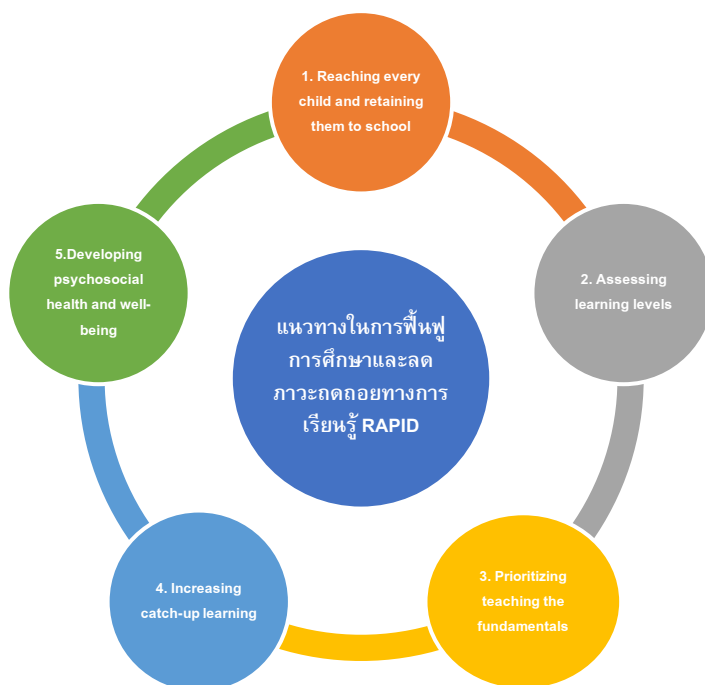 1. Reaching every
child and retaining
them to school
2. Assessing
learning levels
3. Prioritizing
teaching the
fundamentals
4. Increasing
catch-up learning
5.Developing
psychosocial
health and well-
being
แนวทางในการฟื้นฟู
การศึกษาและลด
ภาวะถดถอยทางการ
เรียนรู้ RAPID